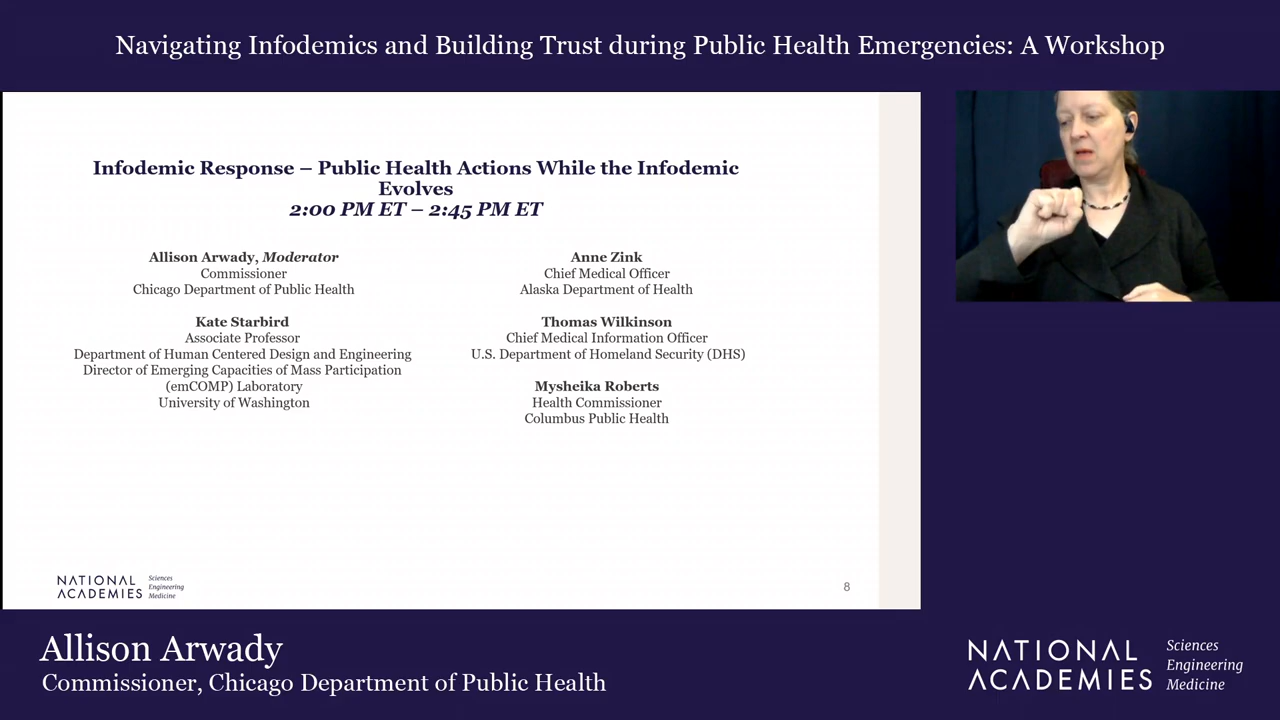 Navigating Infodemics and Building Trust during Public Health Emergencies: A Workshop
Infodemic Response – Public Health Actions While the Infodemic
Evolves
2:00 PM ET – 2:45 PM ET
Allison Arwady, Moderator
Commissioner
Chicago Department of Public Health
Kate Starbird
Associate Professor
Department of Human Centered Design and Engineering
Director of Emerging Capacities of Mass Participation
(emCOMP) Laboratory
University of Washington
Anne Zink
Chief Medical Officer
Alaska Department of Health
Thomas Wilkinson
Chief Medical Information Officer
U.S. Department of Homeland Security (DHS)
Mysheika Roberts
Health Commissioner
Columbus Public Health
NATIONAL
ACADEMIES
Sciences
Engineering
Medicine
8
Allison Arwady
Commissioner, Chicago Department of Public Health
NATIONAL
ACADEMIES
Sciences
Engineering
Medicine